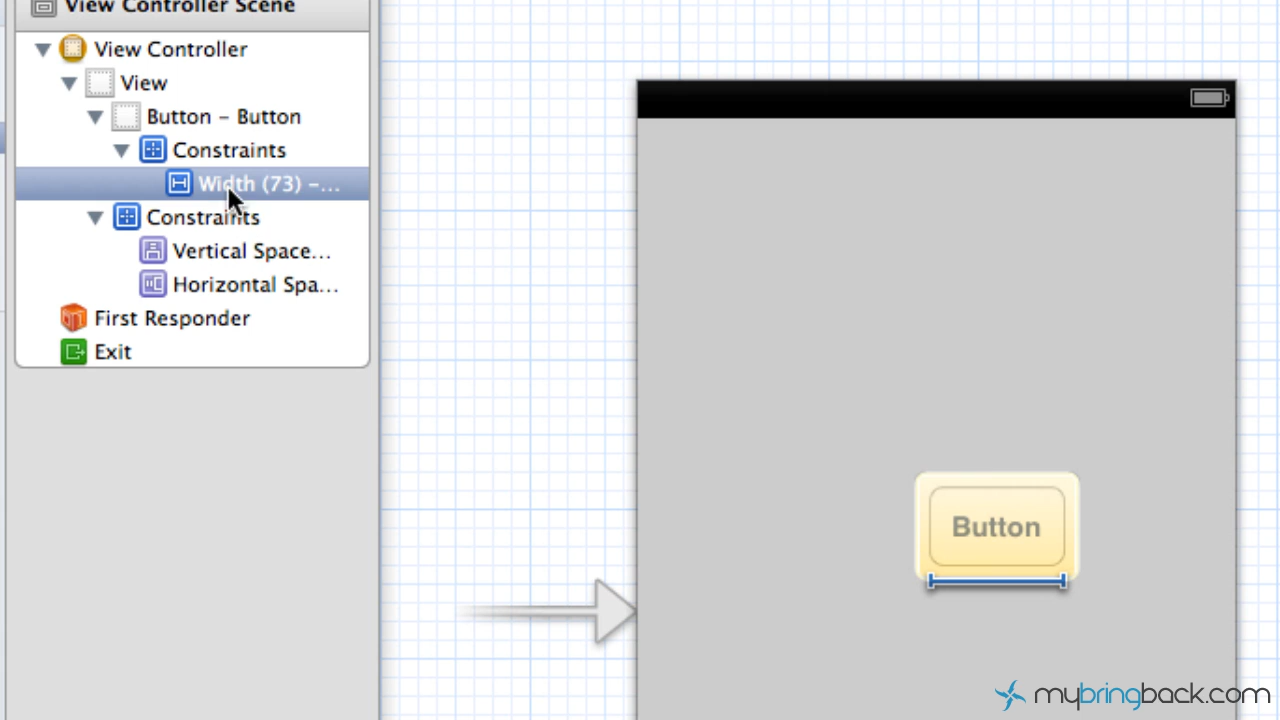 View Controller Scene
View Controller
View
Button – Button
Constraints
Width (73) –...
Constraints
Vertical Space...
Horizontal Spa...
First Responder
Exit
Button
mybringback.com